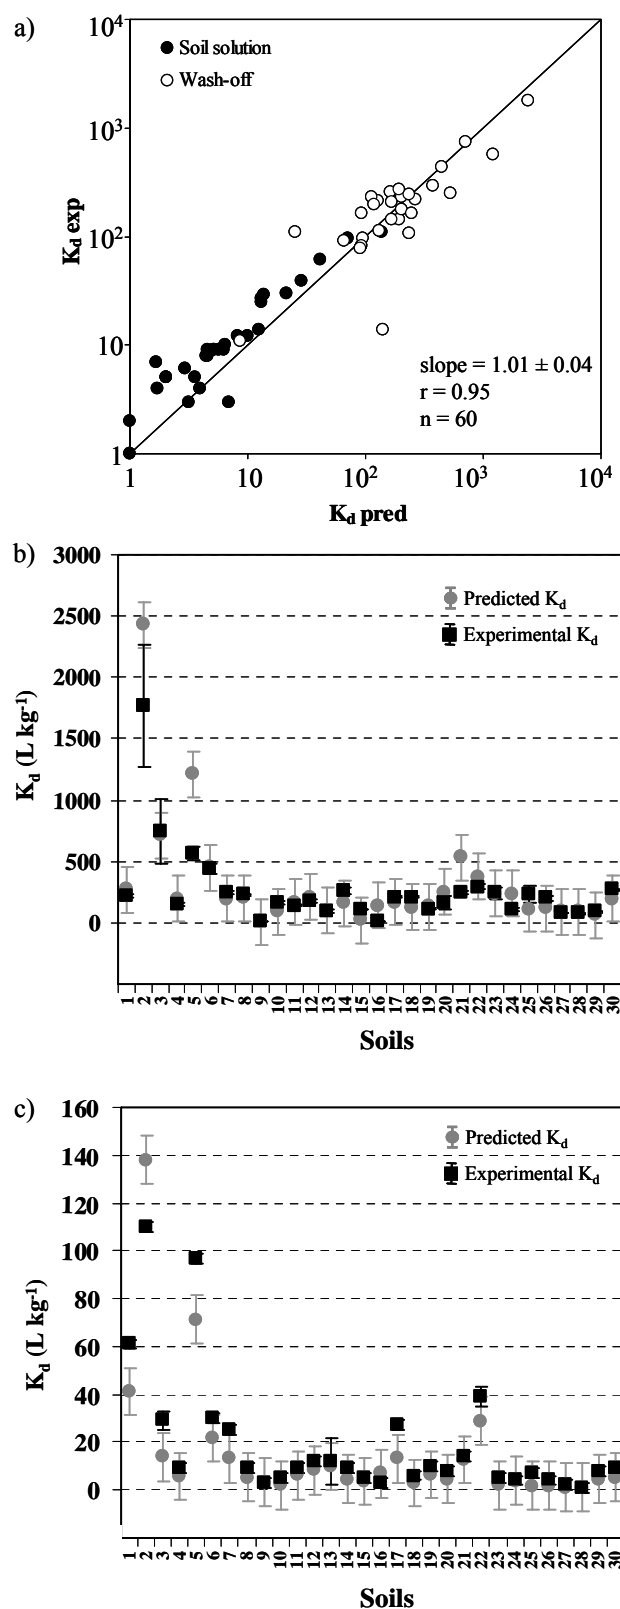 a)
10⁴
Soil solution
Wash-off
10³
K_d exp
10²
10
slope = 1.01 ± 0.04
r = 0.95
n = 60
1
1 10 10² 10³ 10⁴
K_d pred
b)
3000
Predicted K_d
2500
Experimental K_d
2000
K_d (L kg⁻¹)
1500
1000
500
0
1 2 3 4 5 6 7 8 9 10 11 12 13 14 15 16 17 18 19 20 21 22 23 24 25 26 27 28 29 30
Soils
c)
160
Predicted K_d
140
Experimental K_d
120
100
K_d (L kg⁻¹)
80
60
40
20
0
1 2 3 4 5 6 7 8 9 10 11 12 13 14 15 16 17 18 19 20 21 22 23 24 25 26 27 28 29 30
Soils